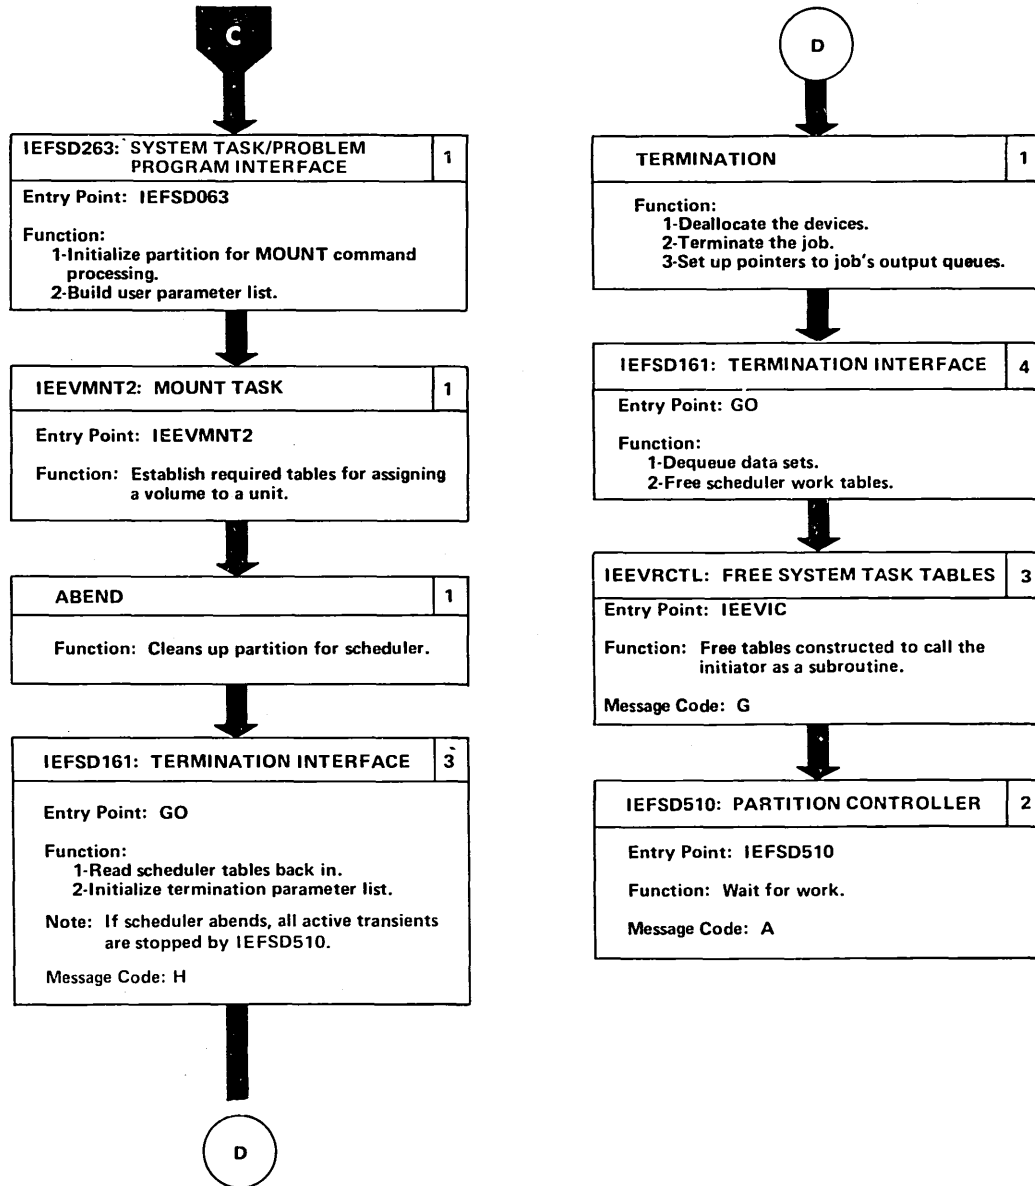 C
IEFSD263: SYSTEM TASK/PROBLEM
PROGRAM INTERFACE
1
Entry Point: IEFSD063
Function:
1-Initialize partition for MOUNT command
processing.
2-Build user parameter list.
IEEVMNT2: MOUNT TASK
1
Entry Point: IEEVMNT2
Function: Establish required tables for assigning
a volume to a unit.
ABEND
1
Function: Cleans up partition for scheduler.
IEFSD161: TERMINATION INTERFACE
3
Entry Point: GO
Function:
1-Read scheduler tables back in.
2-Initialize termination parameter list.
Note: If scheduler abends, all active transients
are stopped by IEFSD510.
Message Code: H
D
D
TERMINATION
1
Function:
1-Deallocate the devices.
2-Terminate the job.
3-Set up pointers to job's output queues.
IEFSD161: TERMINATION INTERFACE
4
Entry Point: GO
Function:
1-Dequeue data sets.
2-Free scheduler work tables.
IEEVRCTL: FREE SYSTEM TASK TABLES
3
Entry Point: IEEVIC
Function: Free tables constructed to call the
initiator as a subroutine.
Message Code: G
IEFSD510: PARTITION CONTROLLER
2
Entry Point: IEFSD510
Function: Wait for work.
Message Code: A